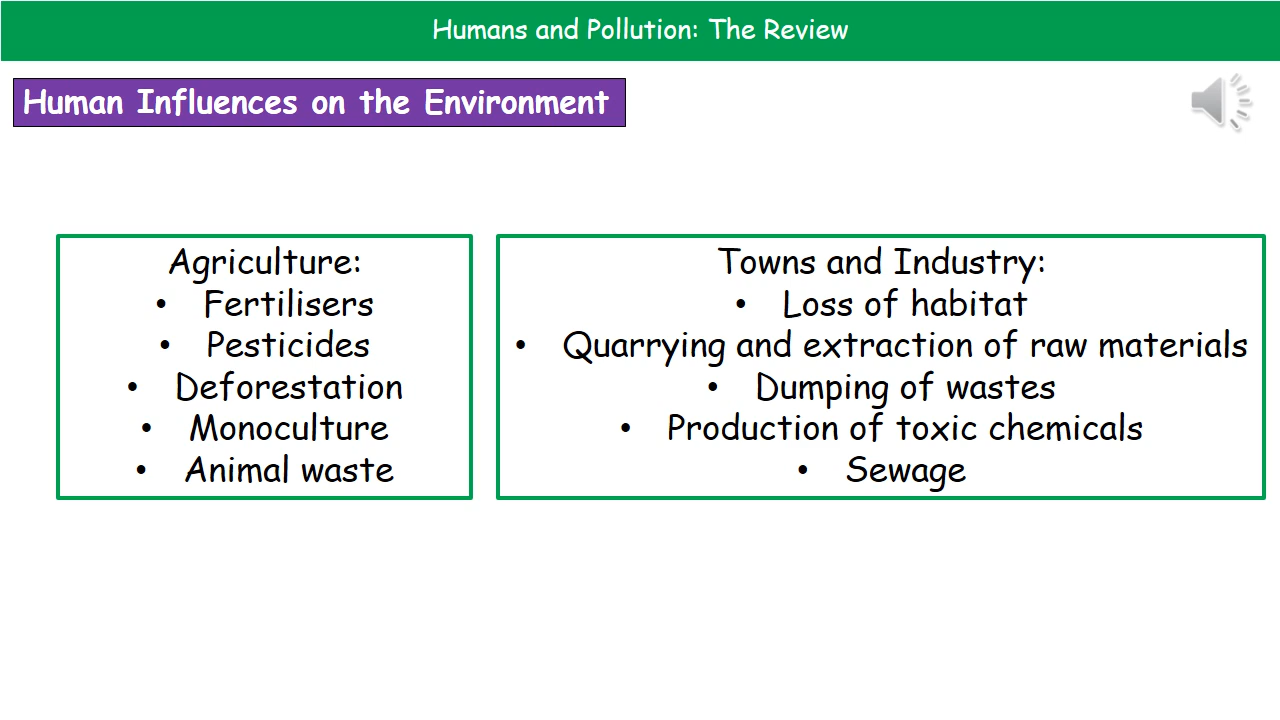 Humans and Pollution: The Review
Human Influences on the Environment
Agriculture:
• Fertilisers
• Pesticides
• Deforestation
• Monoculture
• Animal waste
Towns and Industry:
• Loss of habitat
• Quarrying and extraction of raw materials
• Dumping of wastes
• Production of toxic chemicals
• Sewage